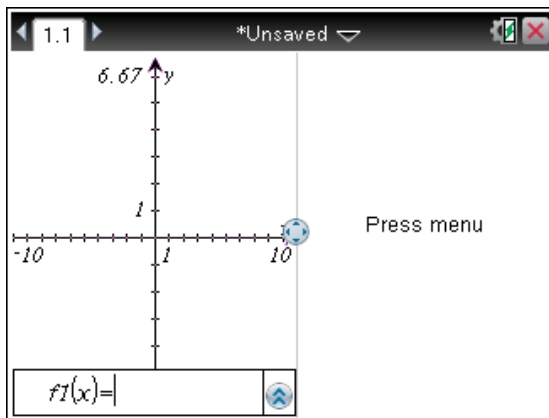 1.1 *Unsaved
6.67 y
1
-10 1 10
Press menu
f1(x)=